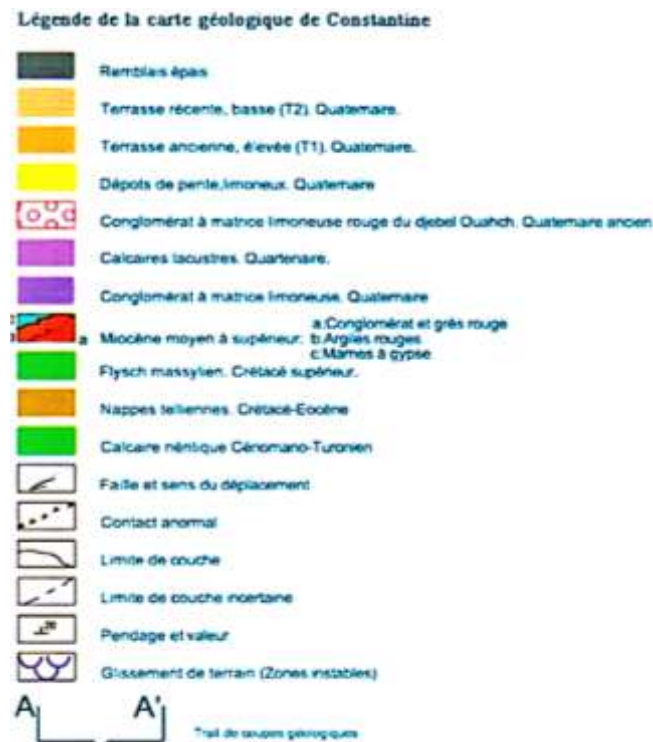 Légende de la carte géologique de Constantine
Remblais épais
Terrasse récente, basse (T2). Quaternaire.
Terrasse ancienne, élevée (T1). Quaternaire.
Dépots de pente,limoneux. Quaternaire
Conglomérat à matrice limoneuse rouge du djebel Ouahch. Quaternaire ancien
Calcaires lacustres. Quartenaire.
Conglomérat à matrice limoneuse. Quaternaire
a Miocène moyen à supérieur. a:Conglomérat et grès rouge
b:Argiles rouges
c:Marnes à gypse
Flysch massylien. Crétacé supérieur.
Nappes telliennes. Crétacé-Eocène
Calcaire néritique Cénomano-Turonien
Faille et sens du déplacement
Contact anormal
Limite de couche
Limite de couche incertaine
Pendage et valeur
Glissement de terrain (Zones instables)
A A'
Trait de coupes géologiques